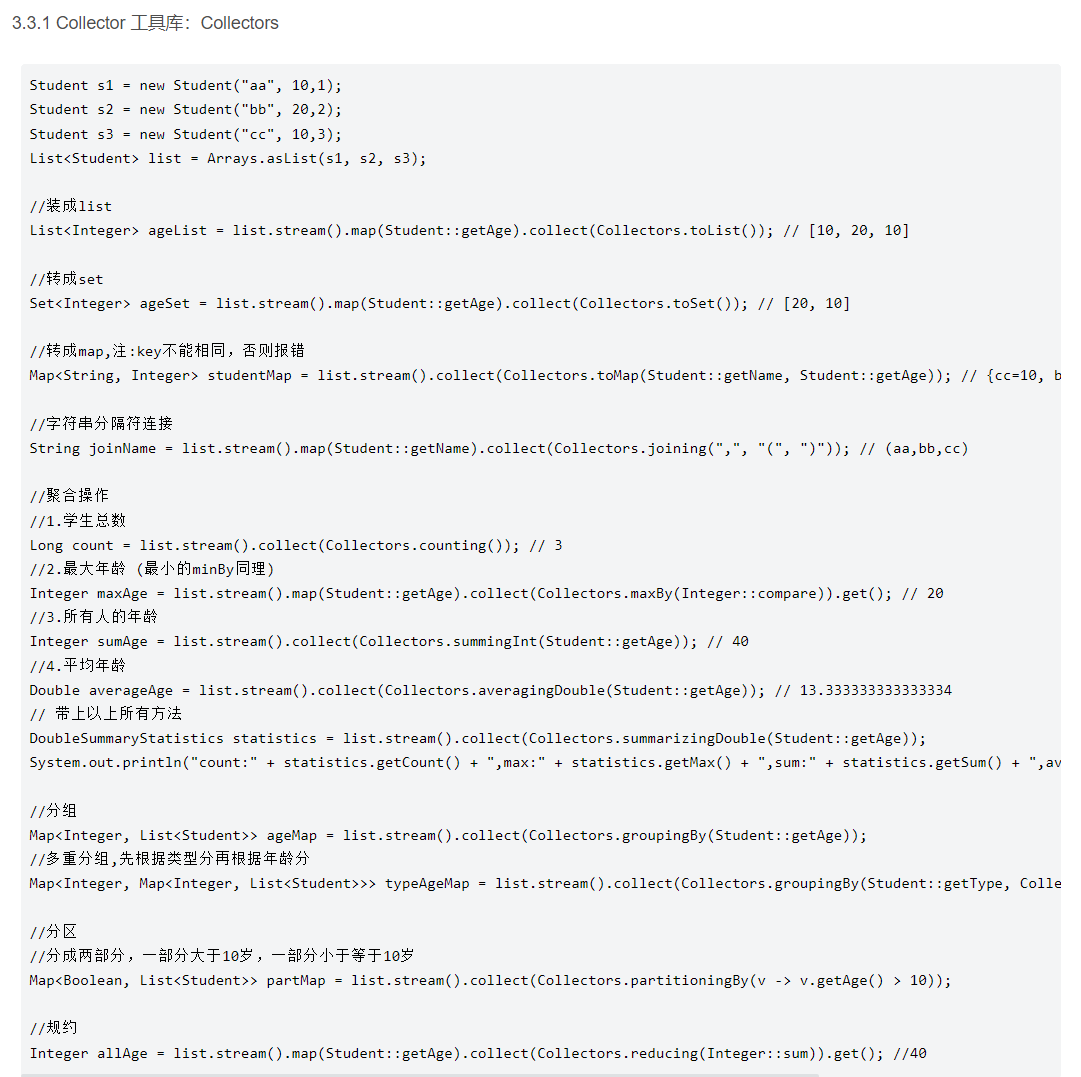 3.3.1 Collector 工具库：Collectors
Student s1 = new Student("aa", 10,1);
Student s2 = new Student("bb", 20,2);
Student s3 = new Student("cc", 10,3);
List<Student> list = Arrays.asList(s1, s2, s3);
//装成list
List<Integer> ageList = list.stream().map(Student::getAge).collect(Collectors.toList()); // [10, 20, 10]
//转成set
Set<Integer> ageSet = list.stream().map(Student::getAge).collect(Collectors.toSet()); // [20, 10]
//转成map,注:key不能相同，否则报错
Map<String, Integer> studentMap = list.stream().collect(Collectors.toMap(Student::getName, Student::getAge)); // {cc=10, b
//字符串分隔符连接
String joinName = list.stream().map(Student::getName).collect(Collectors.joining(",", "(", ")")); // (aa,bb,cc)
//聚合操作
//1.学生总数
Long count = list.stream().collect(Collectors.counting()); // 3
//2.最大年龄 (最小的minBy同理)
Integer maxAge = list.stream().map(Student::getAge).collect(Collectors.maxBy(Integer::compare)).get(); // 20
//3.所有人的年龄
Integer sumAge = list.stream().collect(Collectors.summingInt(Student::getAge)); // 40
//4.平均年龄
Double averageAge = list.stream().collect(Collectors.averagingDouble(Student::getAge)); // 13.333333333333334
// 带上以上所有方法
DoubleSummaryStatistics statistics = list.stream().collect(Collectors.summarizingDouble(Student::getAge));
System.out.println("count:" + statistics.getCount() + ",max:" + statistics.getMax() + ",sum:" + statistics.getSum() + ",av
//分组
Map<Integer, List<Student>> ageMap = list.stream().collect(Collectors.groupingBy(Student::getAge));
//多重分组,先根据类型分再根据年龄分
Map<Integer, Map<Integer, List<Student>>> typeAgeMap = list.stream().collect(Collectors.groupingBy(Student::getType, Colle
//分区
//分成两部分，一部分大于10岁，一部分小于等于10岁
Map<Boolean, List<Student>> partMap = list.stream().collect(Collectors.partitioningBy(v -> v.getAge() > 10));
//规约
Integer allAge = list.stream().map(Student::getAge).collect(Collectors.reducing(Integer::sum)).get(); //40